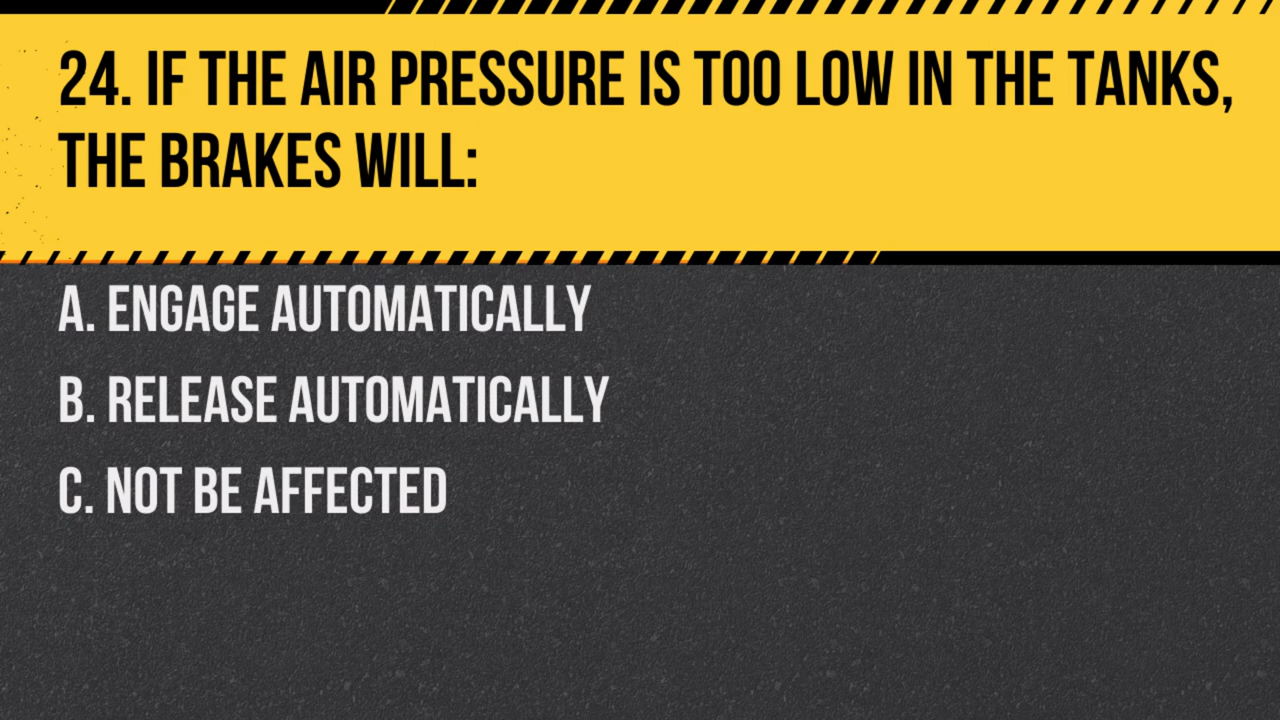 24. IF THE AIR PRESSURE IS TOO LOW IN THE TANKS,
THE BRAKES WILL:
A. ENGAGE AUTOMATICALLY
B. RELEASE AUTOMATICALLY
C. NOT BE AFFECTED